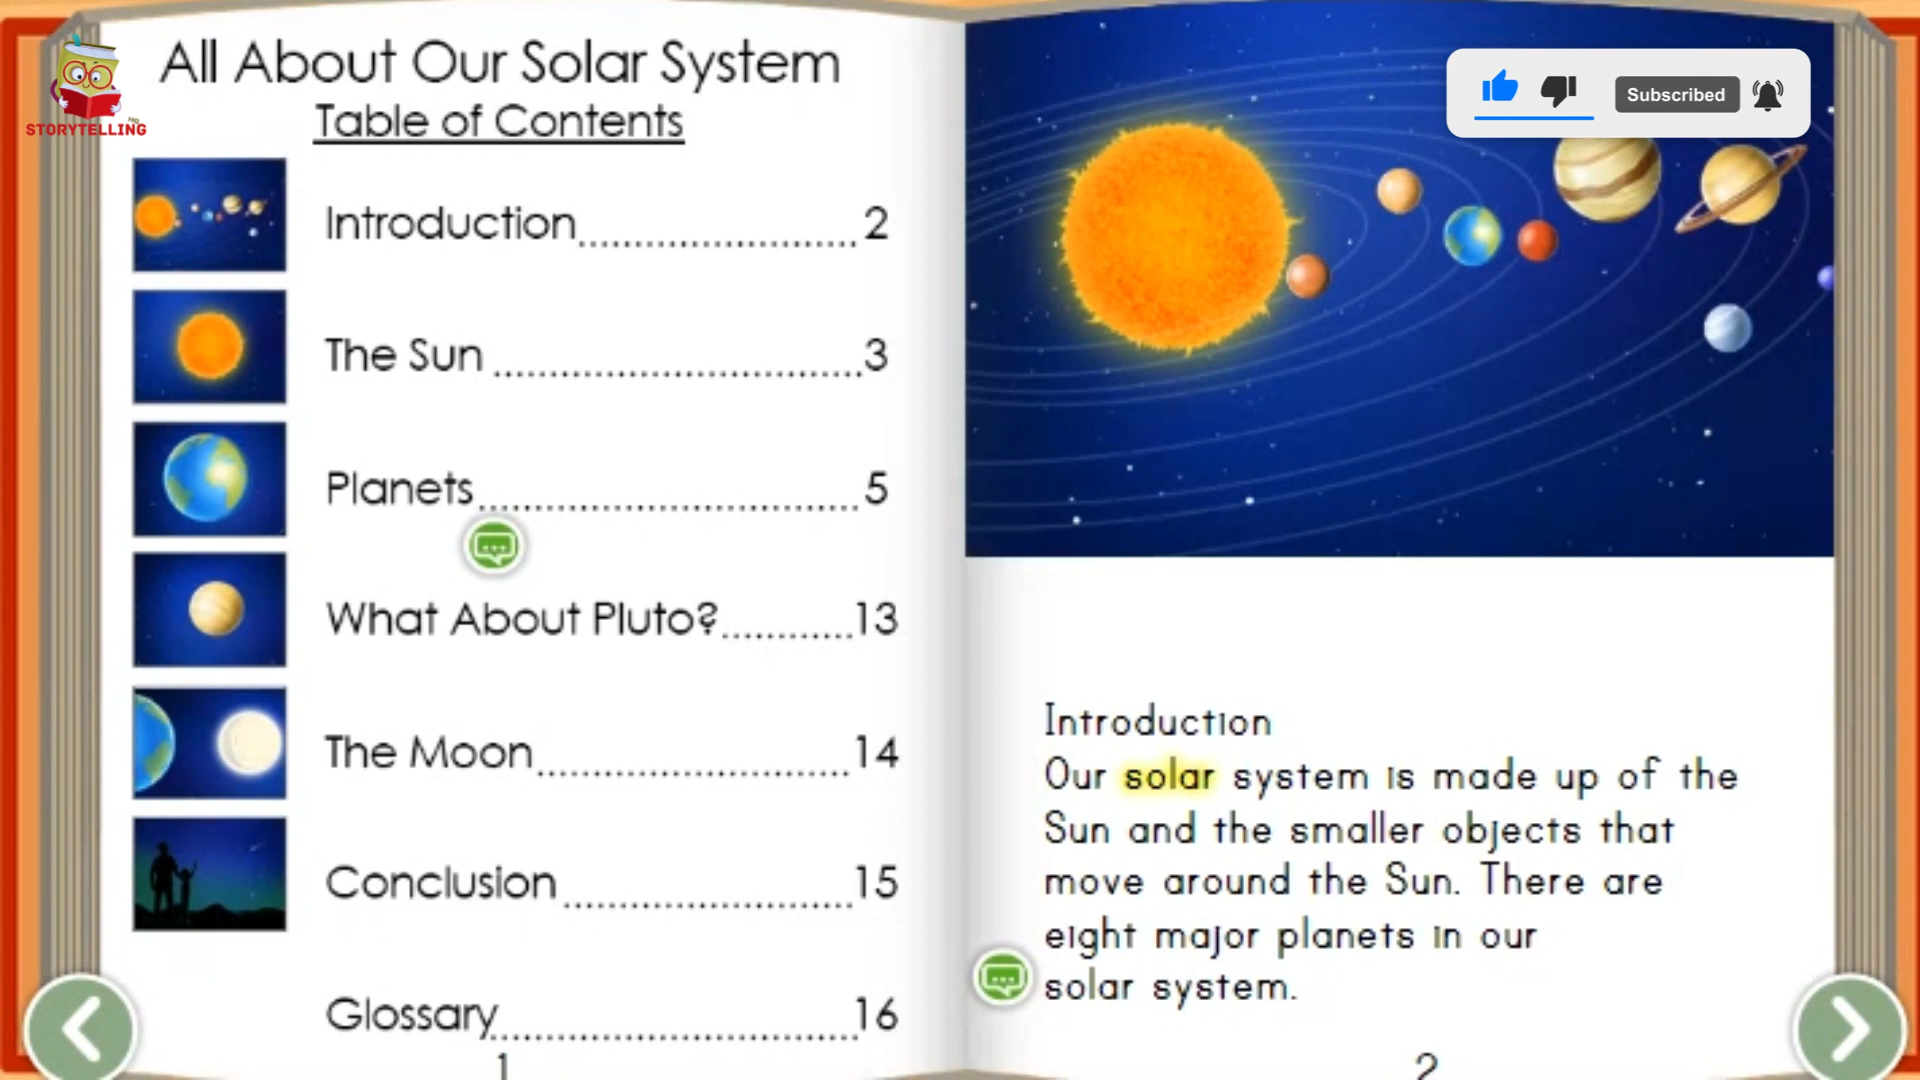 All About Our Solar System
Table of Contents
STORYTELLING
HQ
Introduction.......................2
The Sun ..............................3
Planets...............................5
What About Pluto?...........13
The Moon..........................14
Conclusion........................15
Glossary..............................16
1
Subscribed
Introduction
Our solar system is made up of the
Sun and the smaller objects that
move around the Sun. There are
eight major planets in our
solar system.
2